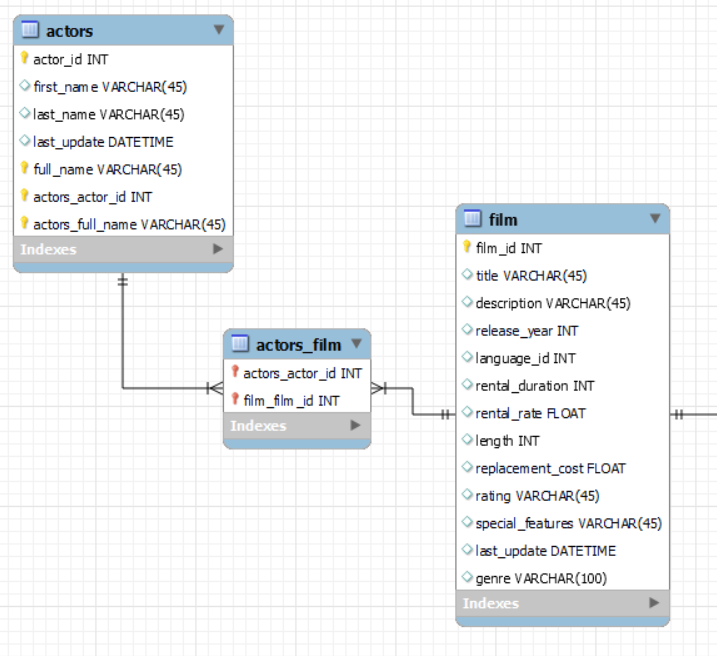 actors
actor_id INT
first_name VARCHAR(45)
last_name VARCHAR(45)
last_update DATETIME
full_name VARCHAR(45)
actors_actor_id INT
actors_full_name VARCHAR(45)
Indexes
actors_film
actors_actor_id INT
film_film_id INT
Indexes
film
film_id INT
title VARCHAR(45)
description VARCHAR(45)
release_year INT
language_id INT
rental_duration INT
rental_rate FLOAT
length INT
replacement_cost FLOAT
rating VARCHAR(45)
special_features VARCHAR(45)
last_update DATETIME
genre VARCHAR(100)
Indexes